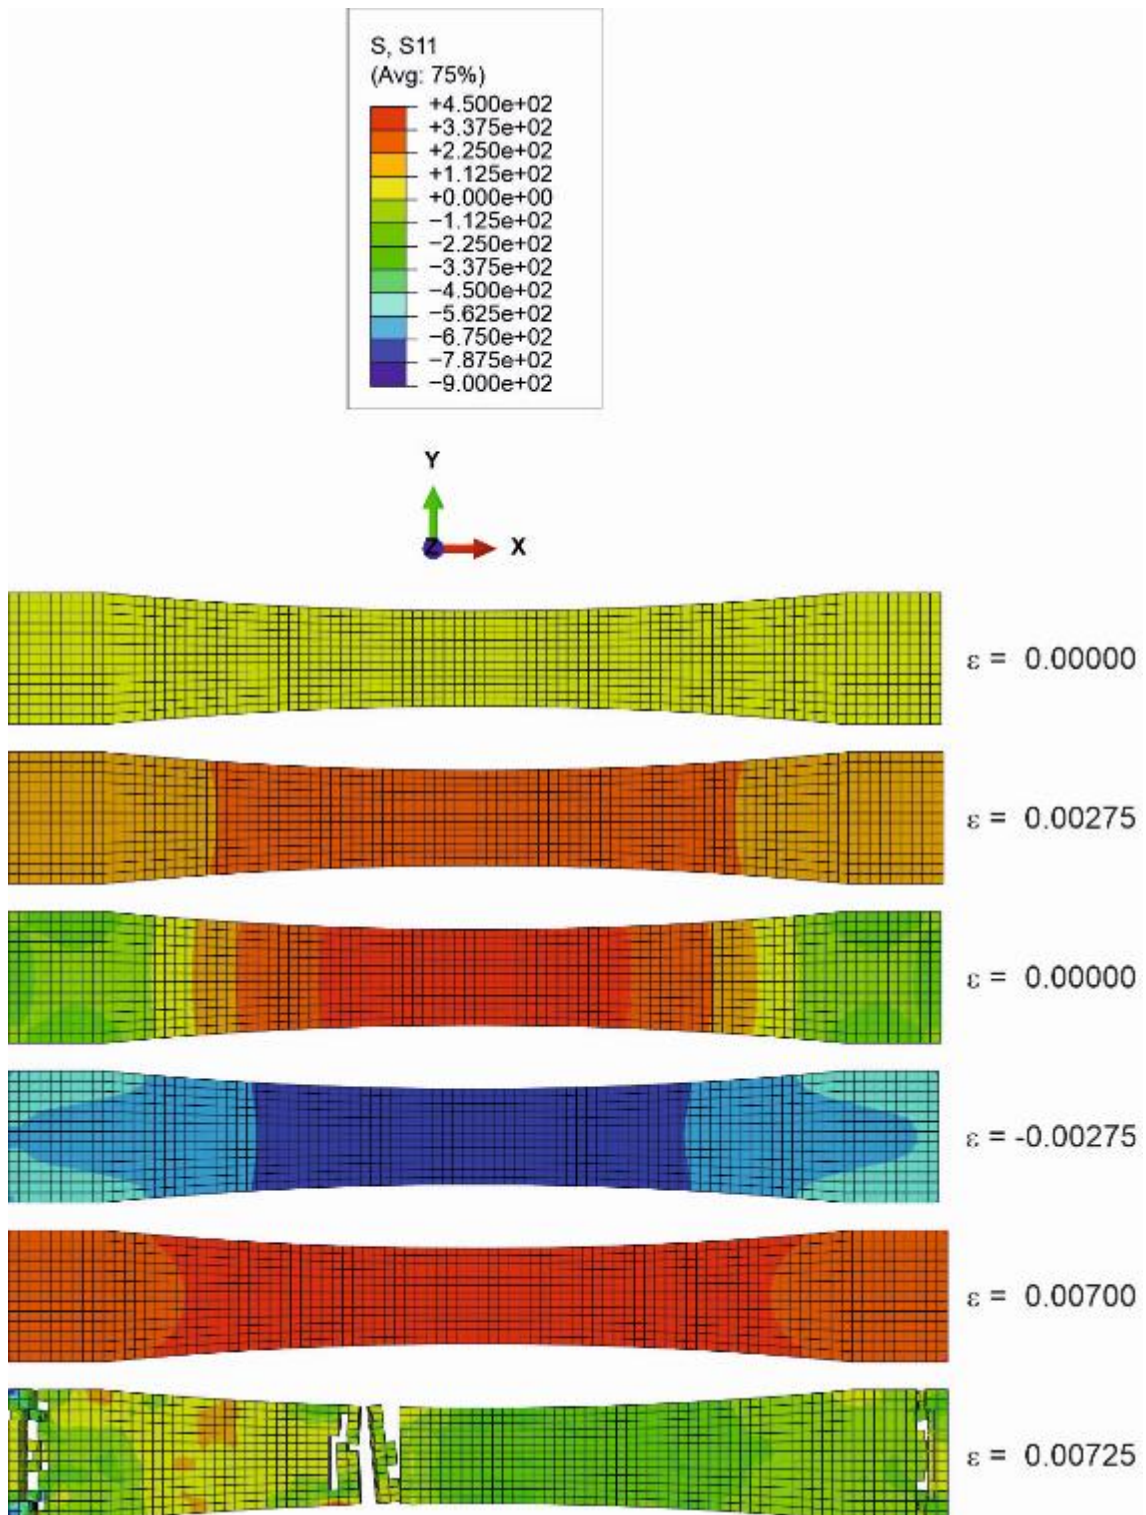 S, S11
(Avg: 75%)
+4.500e+02
+3.375e+02
+2.250e+02
+1.125e+02
+0.000e+00
−1.125e+02
−2.250e+02
−3.375e+02
−4.500e+02
−5.625e+02
−6.750e+02
−7.875e+02
−9.000e+02
Y
Z X
ε = 0.00000
ε = 0.00275
ε = 0.00000
ε = -0.00275
ε = 0.00700
ε = 0.00725